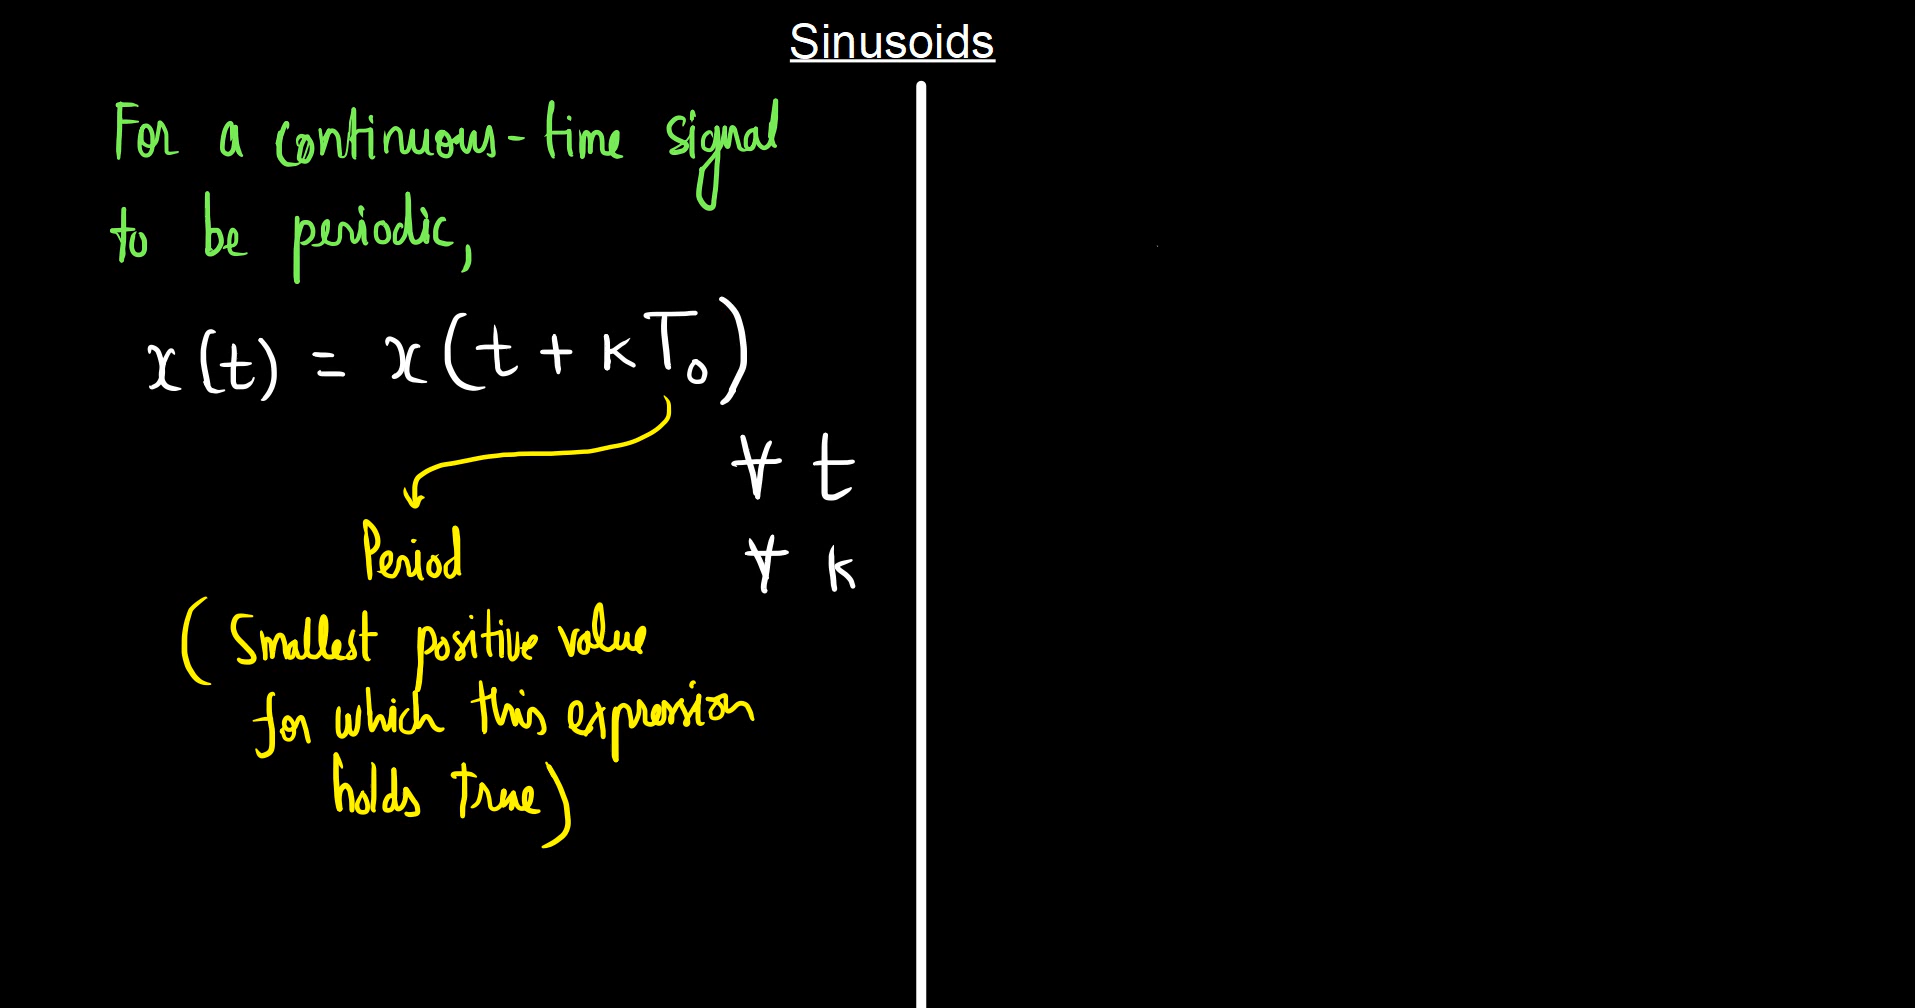 Sinusoids
For a continuous-time signal
to be periodic,
x(t) = x(t + kT₀)
∀ t
∀ k
Period
(Smallest positive value
for which this expression
holds true)